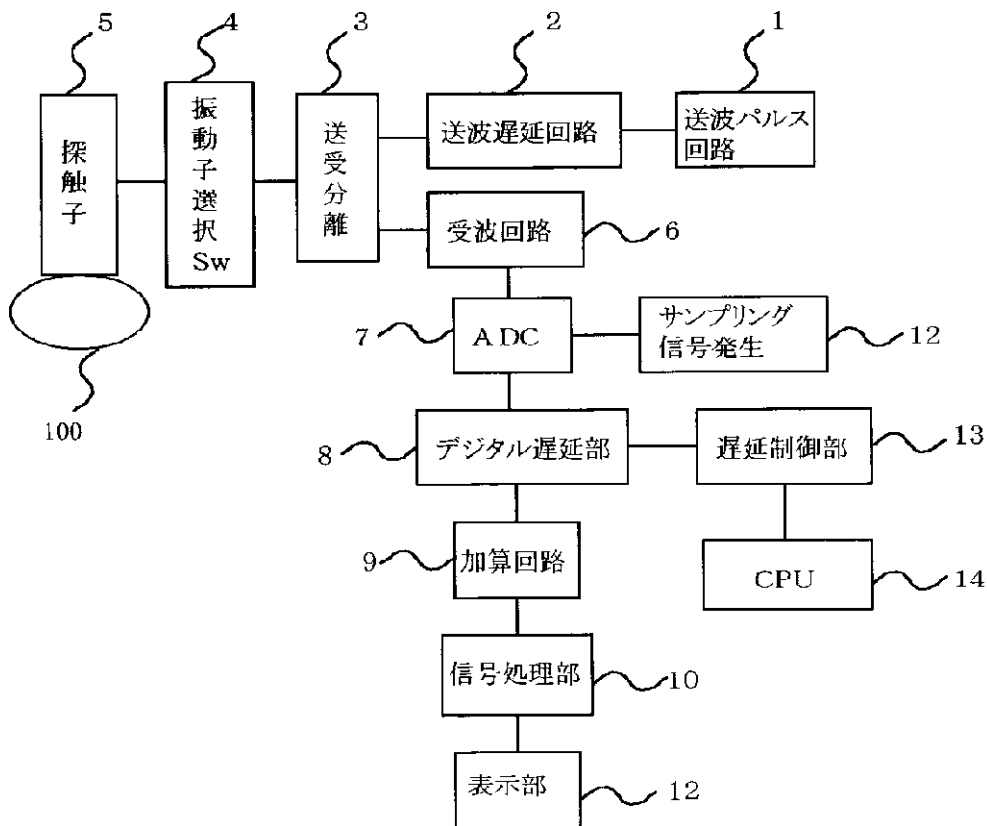 5
4
3
2
1
探触子
振動子選択Sw
送受分離
送波遅延回路
送波パルス
回路
受波回路
6
7
ADC
サンプリング
信号発生
12
100
8
デジタル遅延部
遅延制御部
13
9
加算回路
CPU
14
信号処理部
10
表示部
12